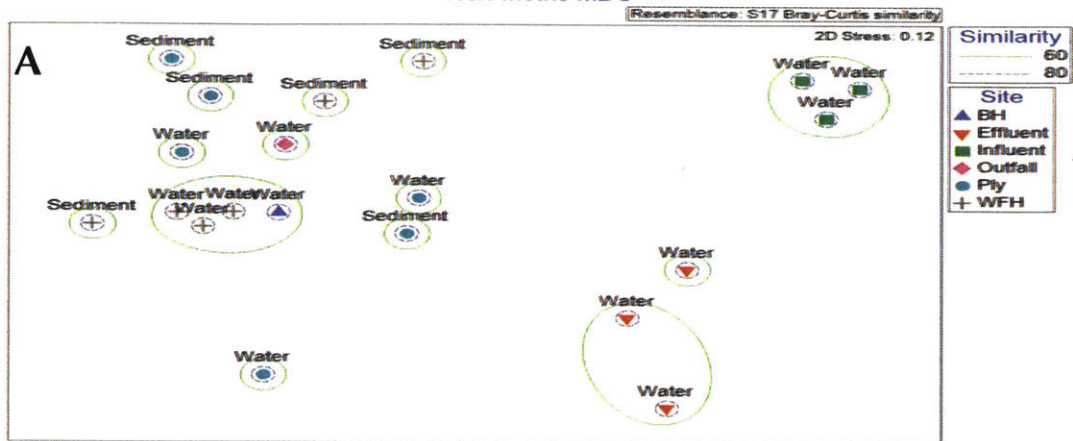 Resemblance: S17 Bray-Curtis similarity
A
2D Stress: 0.12
Similarity
60
80
Site
BH
Effluent
Influent
Outfall
Ply
WFH
Sediment
Sediment
Water
Water
Water
Sediment
Sediment
Water
Water
Water
Water
Water
Water
Sediment
Water
Sediment
Water
Water
Water
Water